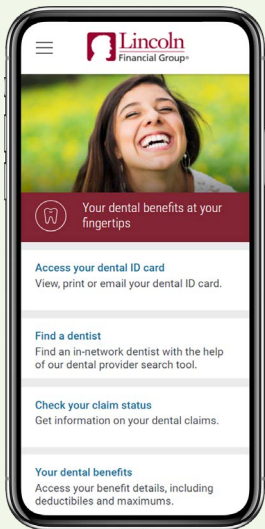 Lincoln
Financial Group®
Your dental benefits at your
fingertips
Access your dental ID card
View, print or email your dental ID card.
Find a dentist
Find an in-network dentist with the help
of our dental provider search tool.
Check your claim status
Get information on your dental claims.
Your dental benefits
Access your benefit details, including
deductibiles and maximums.